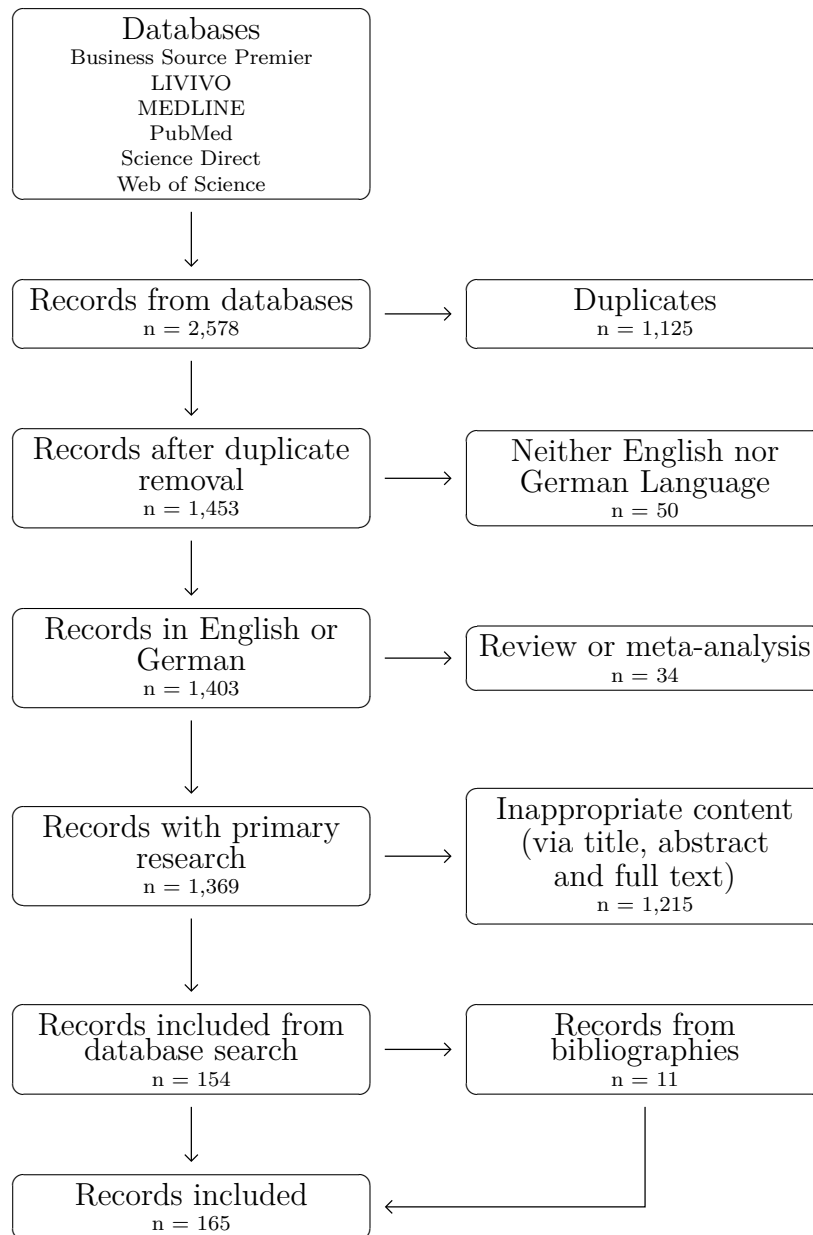 Databases
Business Source Premier
LIVIVO
MEDLINE
PubMed
Science Direct
Web of Science
Records from databases
n = 2,578
Duplicates
n = 1,125
Records after duplicate
removal
n = 1,453
Neither English nor
German Language
n = 50
Records in English or
German
n = 1,403
Review or meta-analysis
n = 34
Records with primary
research
n = 1,369
Inappropriate content
(via title, abstract
and full text)
n = 1,215
Records included from
database search
n = 154
Records from
bibliographies
n = 11
Records included
n = 165